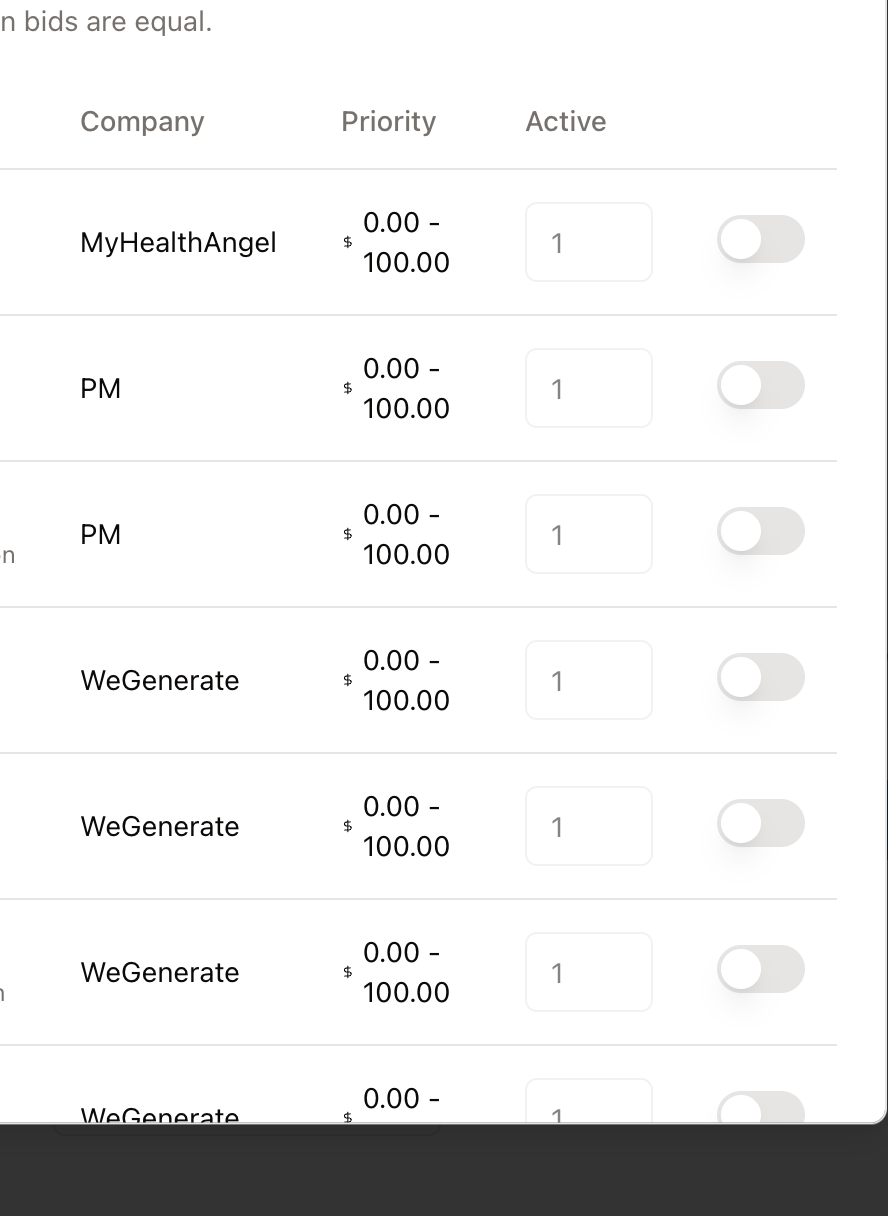 n bids are equal.
Company Priority Active
MyHealthAngel $ 0.00 - 1
100.00
PM $ 0.00 - 1
100.00
PM $ 0.00 - 1
100.00
n
WeGenerate $ 0.00 - 1
100.00
WeGenerate $ 0.00 - 1
100.00
WeGenerate $ 0.00 - 1
100.00
WeGenerate $ 0.00 - 1